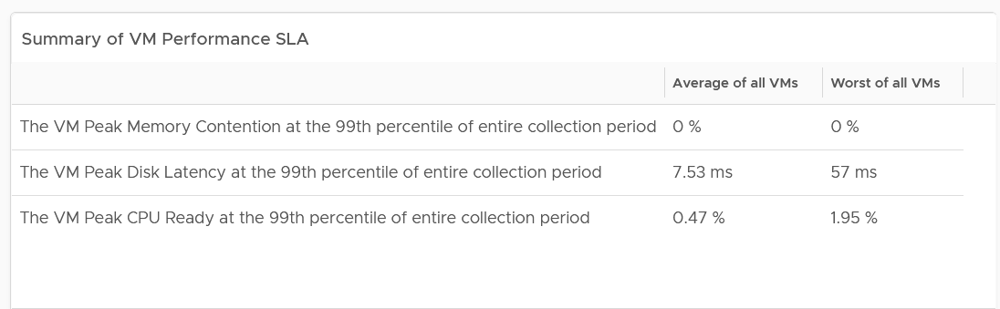 Summary of VM Performance SLA
Average of all VMs Worst of all VMs
The VM Peak Memory Contention at the 99th percentile of entire collection period 0 % 0 %
The VM Peak Disk Latency at the 99th percentile of entire collection period 7.53 ms 57 ms
The VM Peak CPU Ready at the 99th percentile of entire collection period 0.47 % 1.95 %